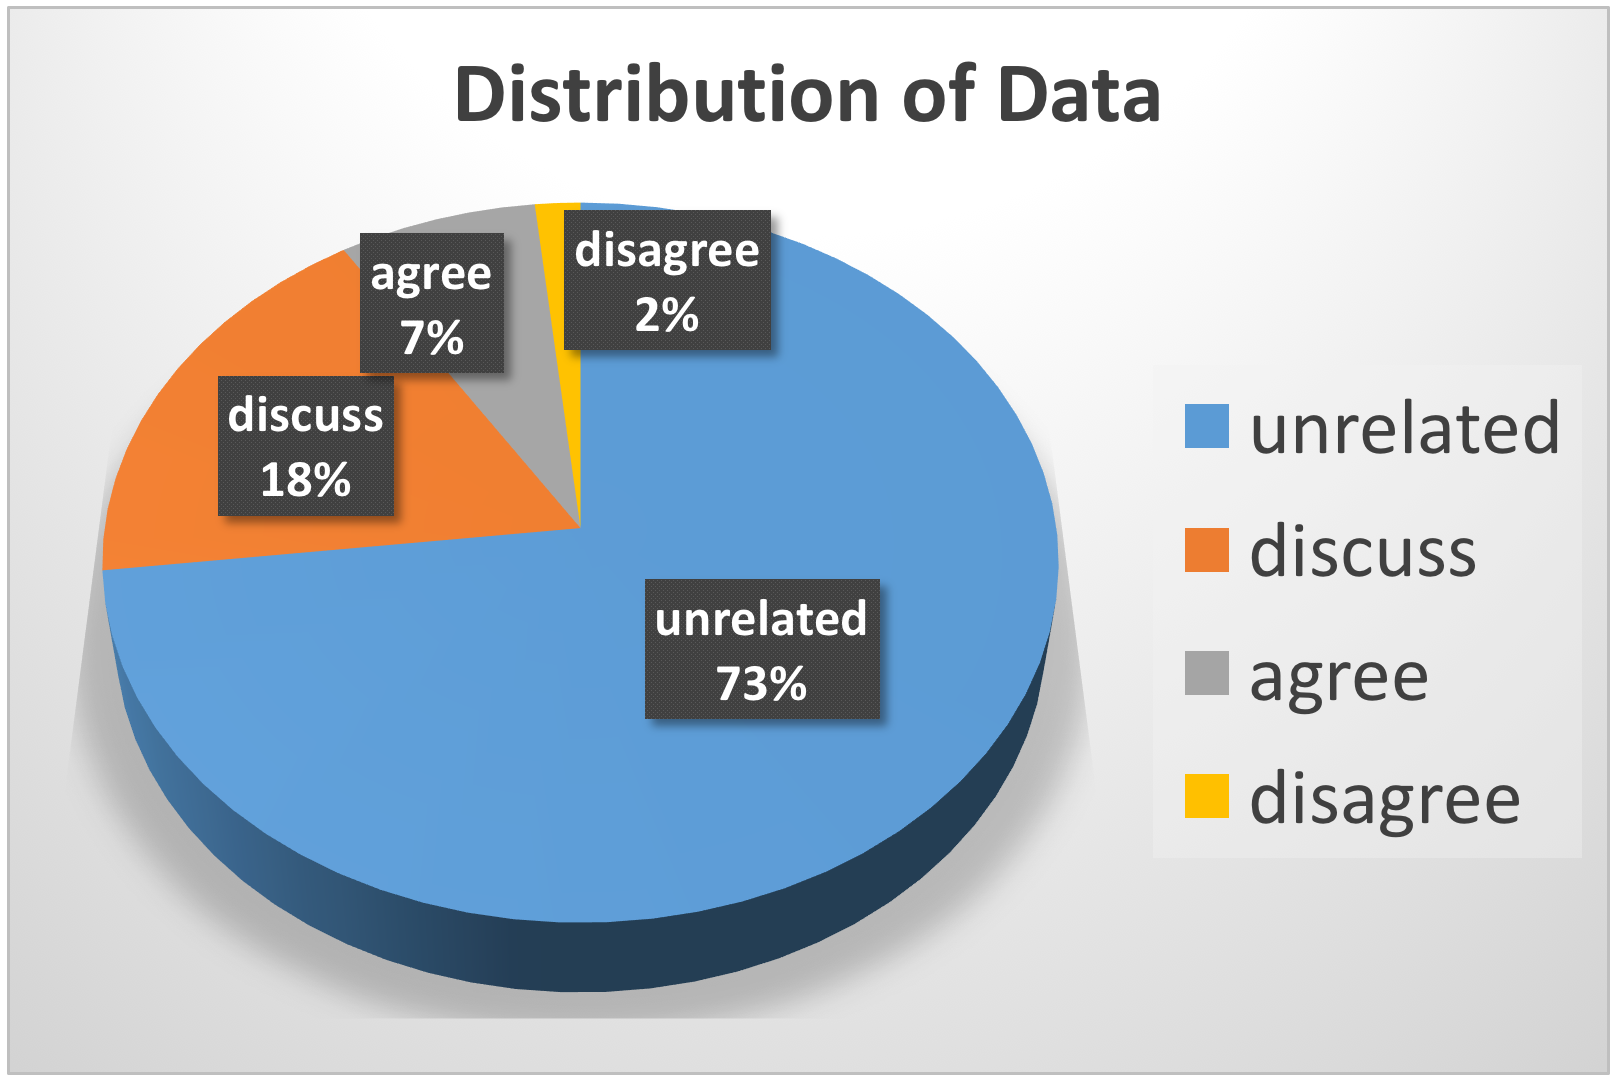 Distribution of Data
disagree
2%
agree
7%
discuss
18%
unrelated
73%
unrelated
discuss
agree
disagree